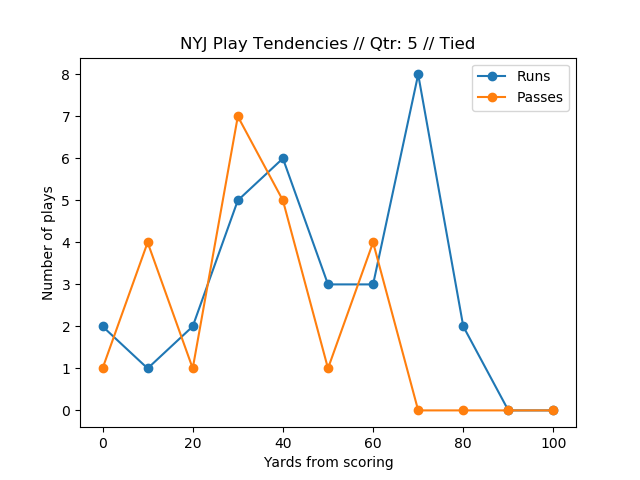 NYJ Play Tendencies // Qtr: 5 // Tied
Runs
Passes
8
7
6
5
4
3
2
1
0
Number of plays
0 20 40 60 80 100
Yards from scoring